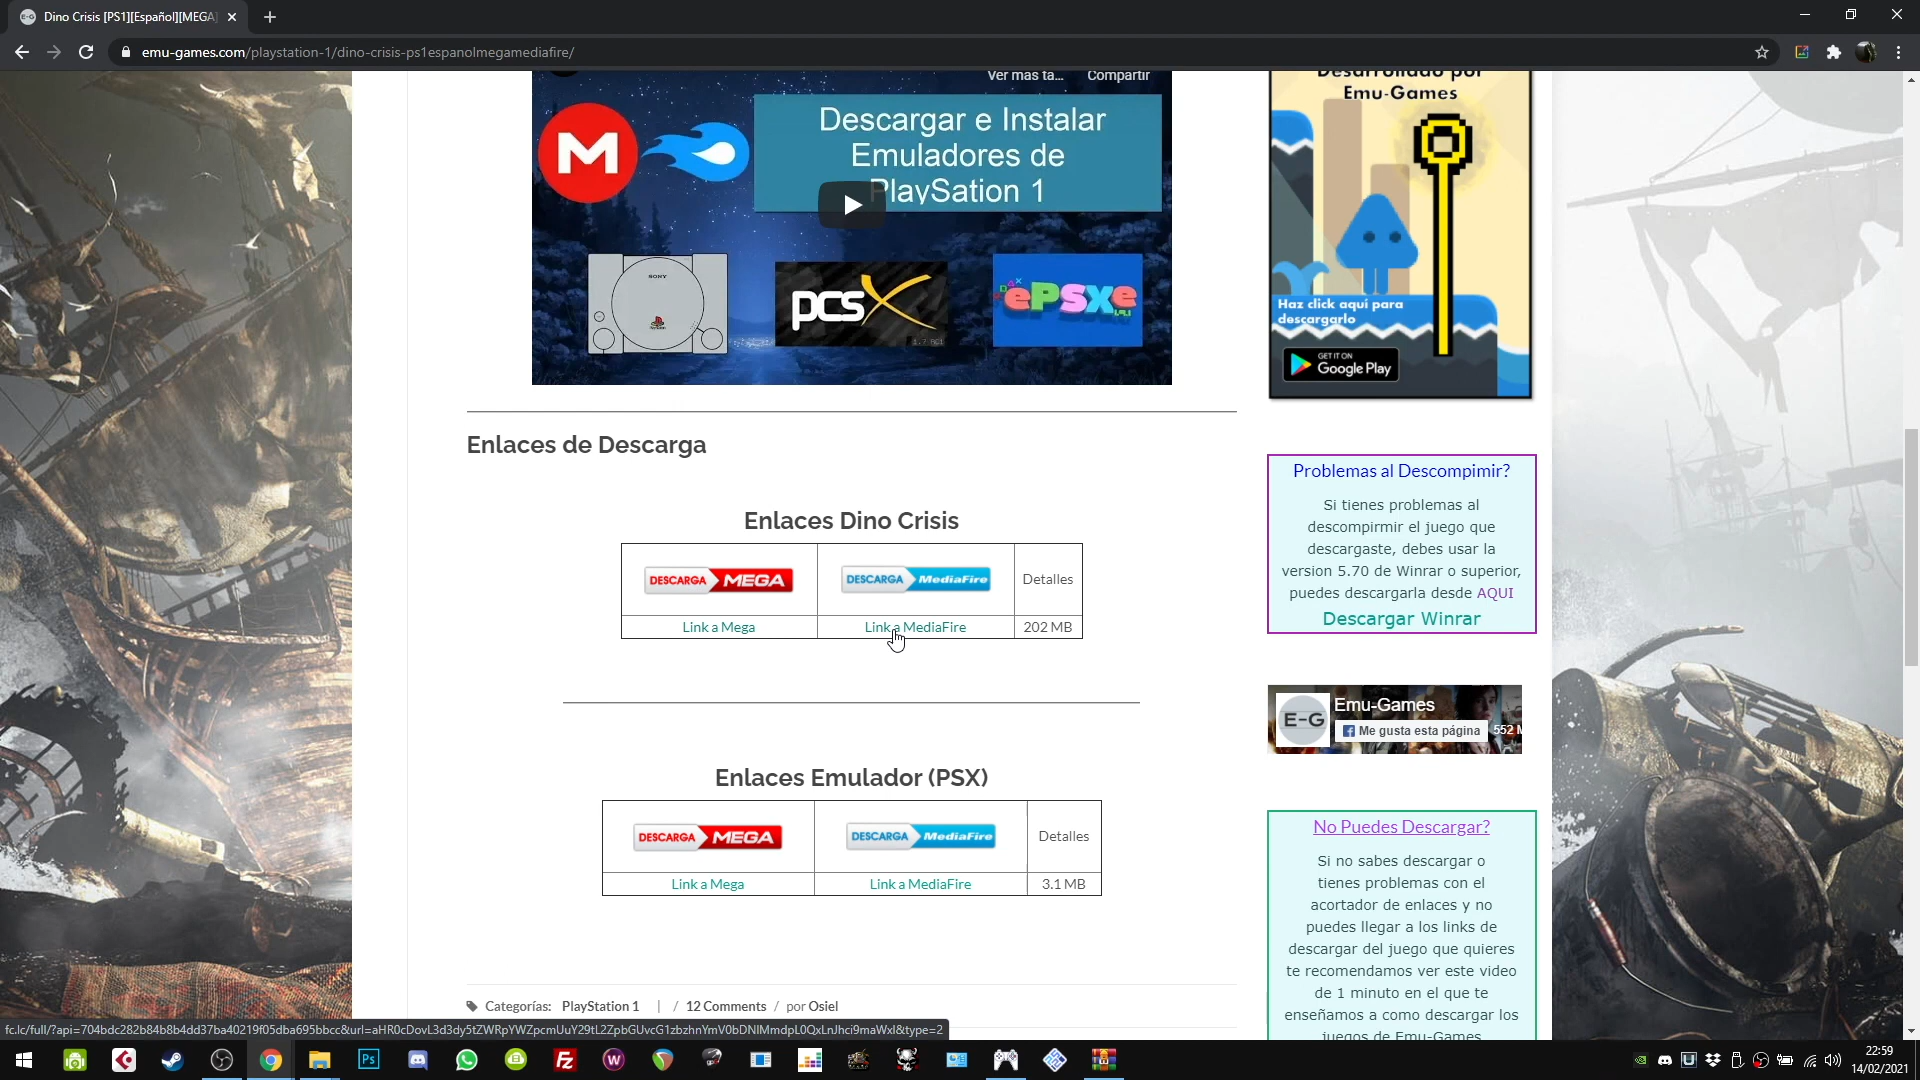 Dino Crisis [PS1][Español][MEGA]
emu-games.com/playstation-1/dino-crisis-ps1espanolmegamediafire/
Ver más ta...
Compartir
Descargar e Instalar
Emuladores de
PlaySation 1
SONY
PCSX
1.7 RC1
ePSXe
Desarrollado por
Emu-Games
Haz click aquí para
descargarlo
GET IT ON
Google Play
Enlaces de Descarga
Enlaces Dino Crisis
DESCARGA MEGA
DESCARGA MediaFire
Detalles
Link a Mega
Link a MediaFire
202 MB
Enlaces Emulador (PSX)
DESCARGA MEGA
DESCARGA MediaFire
Detalles
Link a Mega
Link a MediaFire
3.1 MB
Categorías: PlayStation 1 | / 12 Comments / por Osiel
Problemas al Descompimir?
Si tienes problemas al
descompirmir el juego que
descargaste, debes usar la
version 5.70 de Winrar o superior,
puedes descargarla desde AQUI
Descargar Winrar
E-G
Emu-Games
Me gusta esta página
552 M
No Puedes Descargar?
Si no sabes descargar o
tienes problemas con el
acortador de enlaces y no
puedes llegar a los links de
descargar del juego que quieres
te recomendamos ver este video
de 1 minuto en el que te
enseñamos a como descargar los
juegos de Emu-Games
fc.lc/full/?api=704bdc282b84b8b4dd37ba40219f05dba695bbcc&url=aHR0cDovL3d3dy5tZWRpYWZpcmUuY29tL2ZpbGUvcG1zbzhnYmV0bDNlMmdpL0QxLnJhci9maWxl&type=2
22:59
14/02/2021